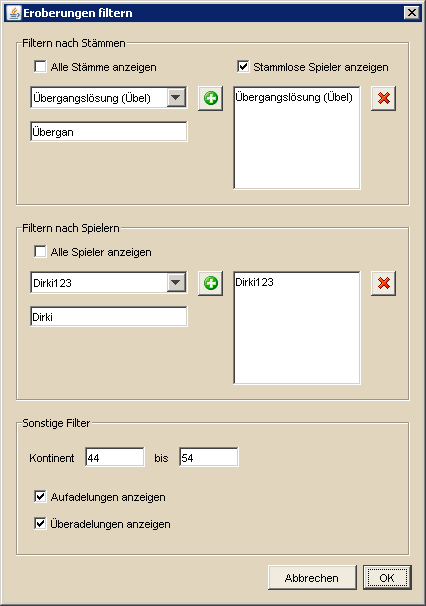 Eroberungen filtern
Filtern nach Stämmen
Alle Stämme anzeigen
Stammlose Spieler anzeigen
Übergangslösung (Übel)
Übergangslösung (Übel)
Übergan
Filtern nach Spielern
Alle Spieler anzeigen
Dirki123
Dirki123
Dirki
Sonstige Filter
Kontinent 44 bis 54
Aufadelungen anzeigen
Überadelungen anzeigen
Abbrechen OK